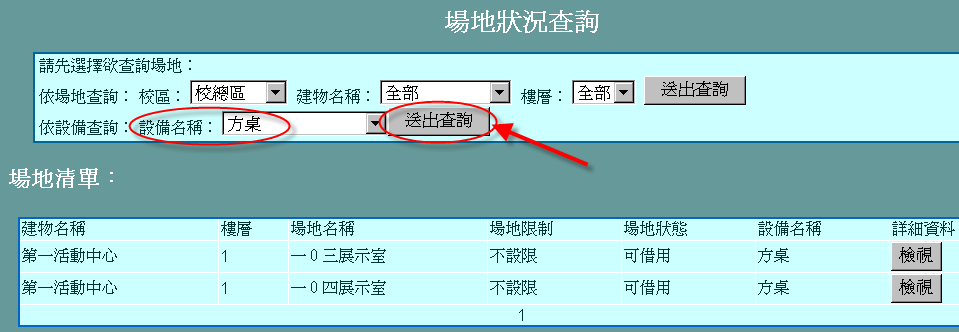 場地狀況查詢
請先選擇欲查詢場地：
依場地查詢： 校區： 校總區 建物名稱： 全部 樓層： 全部 送出查詢
依設備查詢： 設備名稱： 方桌 送出查詢
場地清單：
建物名稱 樓層 場地名稱 場地限制 場地狀態 設備名稱 詳細資料
第一活動中心 1 一０三展示室 不設限 可借用 方桌 檢視
第一活動中心 1 一０四展示室 不設限 可借用 方桌 檢視
1